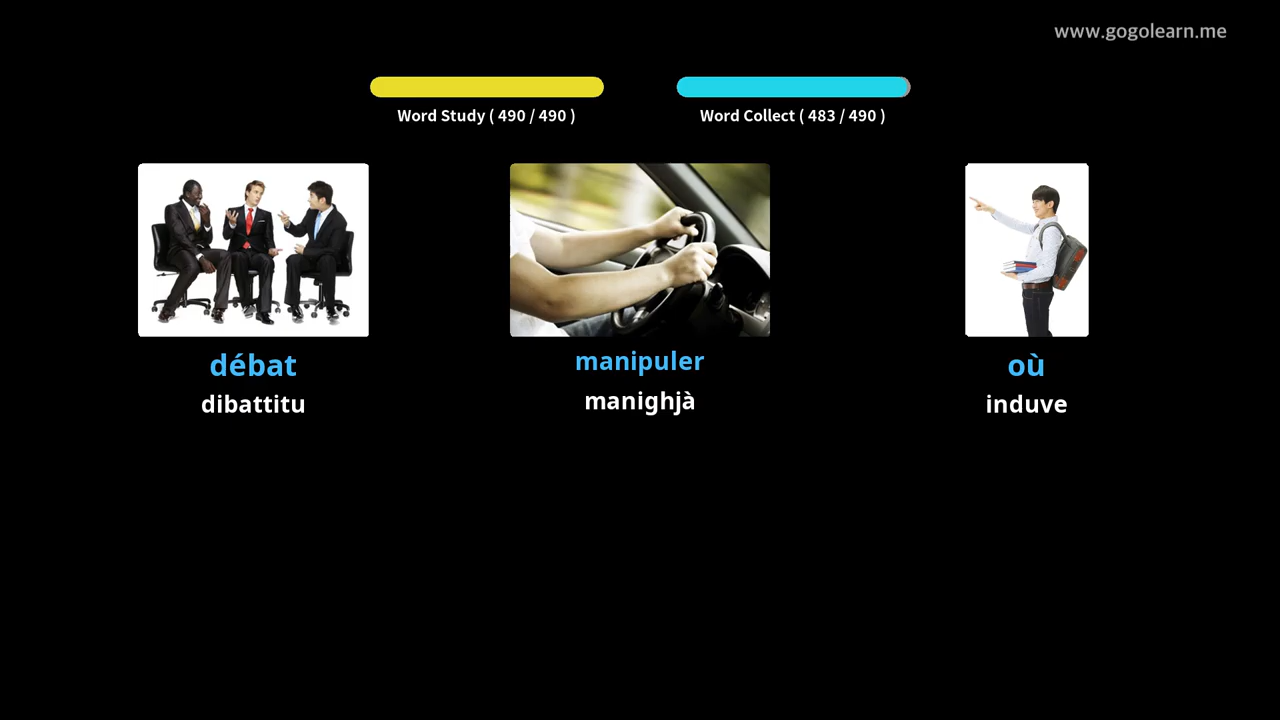 www.gogolearn.me
Word Study ( 490 / 490 )
Word Collect ( 483 / 490 )
débat
dibattitu
manipuler
manighjà
où
induve